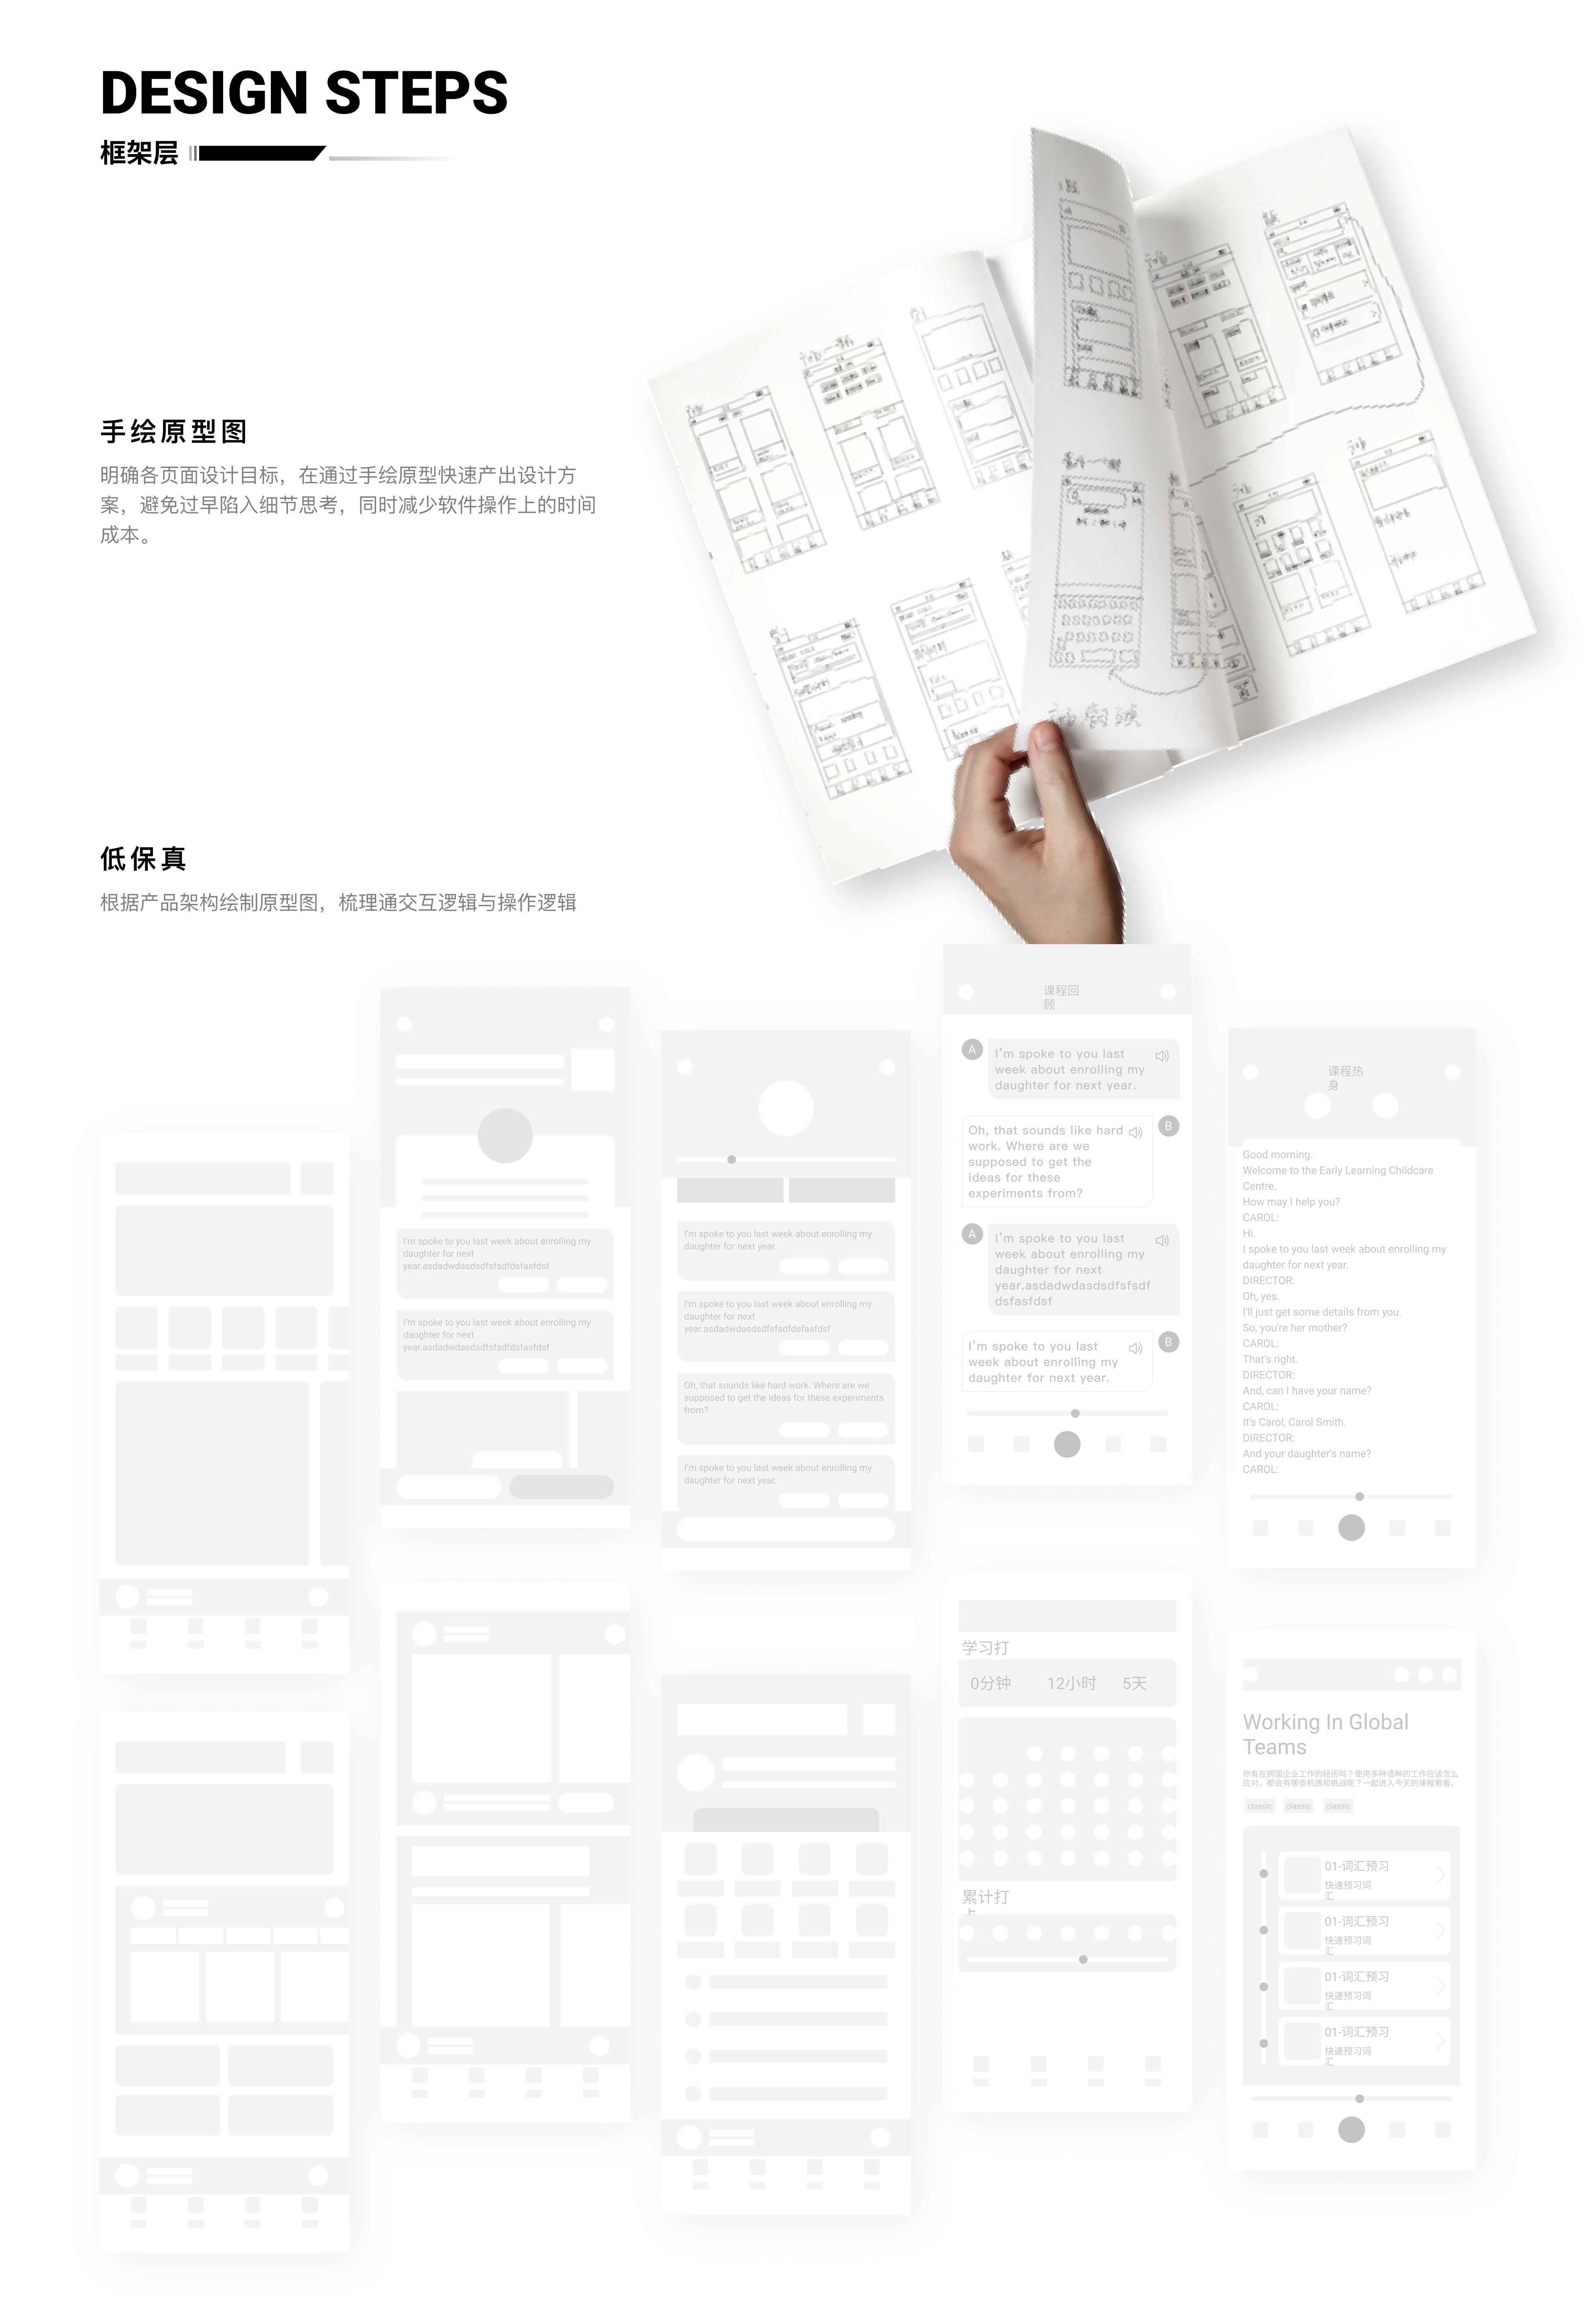 DESIGN STEPS
框架层
手绘原型图
明确各页面设计目标，在通过手绘原型快速产出设计方
案，避免过早陷入细节思考，同时减少软件操作上的时间
成本。
低保真
根据产品架构绘制原型图，梳理通交互逻辑与操作逻辑
I'm spoke to you last week about enrolling my
daughter for next
year.asdadwdasdsdfsfsdfdsfasfdsf
I'm spoke to you last week about enrolling my
daughter for next
year.asdadwdasdsdfsfsdfdsfasfdsf
I'm spoke to you last week about enrolling my
daughter for next year.
I'm spoke to you last week about enrolling my
daughter for next
year.asdadwdasdsdfsfsdfdsfasfdsf
Oh, that sounds like hard work. Where are we
supposed to get the ideas for these experiments
from?
I'm spoke to you last week about enrolling my
daughter for next year.
课程回
顾
A
I'm spoke to you last
week about enrolling my
daughter for next year.
B
Oh, that sounds like hard
work. Where are we
supposed to get the
ideas for these
experiments from?
A
I'm spoke to you last
week about enrolling my
daughter for next
year.asdadwdasdsdfsfsdf
dsfasfdsf
B
I'm spoke to you last
week about enrolling my
daughter for next year.
课程热
身
Good morning.
Welcome to the Early Learning Childcare
Centre.
How may I help you?
CAROL:
Hi.
I spoke to you last week about enrolling my
daughter for next year.
DIRECTOR:
Oh, yes.
I'll just get some details from you.
So, you're her mother?
CAROL:
That's right.
DIRECTOR:
And, can I have your name?
CAROL:
It's Carol, Carol Smith.
DIRECTOR:
And your daughter's name?
CAROL:
学习打
0分钟 12小时 5天
累计打
Working In Global
Teams
你有在跨国企业工作的经历吗？使用多种语种的工作应该怎么
应对，都会有哪些机遇和挑战呢？一起进入今天的课程看看。
classic classic classic
01-词汇预习
快速预习词
汇
01-词汇预习
快速预习词
汇
01-词汇预习
快速预习词
汇
01-词汇预习
快速预习词
汇